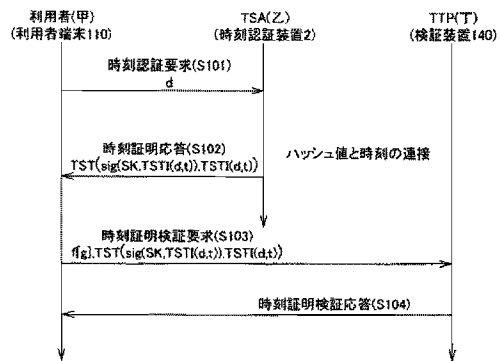 利用者(甲)
(利用者端末110)
TSA(乙)
(時刻認証装置2)
TTP(丁)
(検証装置140)
時刻認証要求(S101)
d
時刻証明応答(S102)
TST(sig(SK,TSTI(d,t)),TSTI(d,t))
ハッシュ値と時刻の連接
時刻証明検証要求(S103)
f[g],TST(sig(SK,TSTI(d,t)),TSTI(d,t))
時刻証明検証応答(S104)